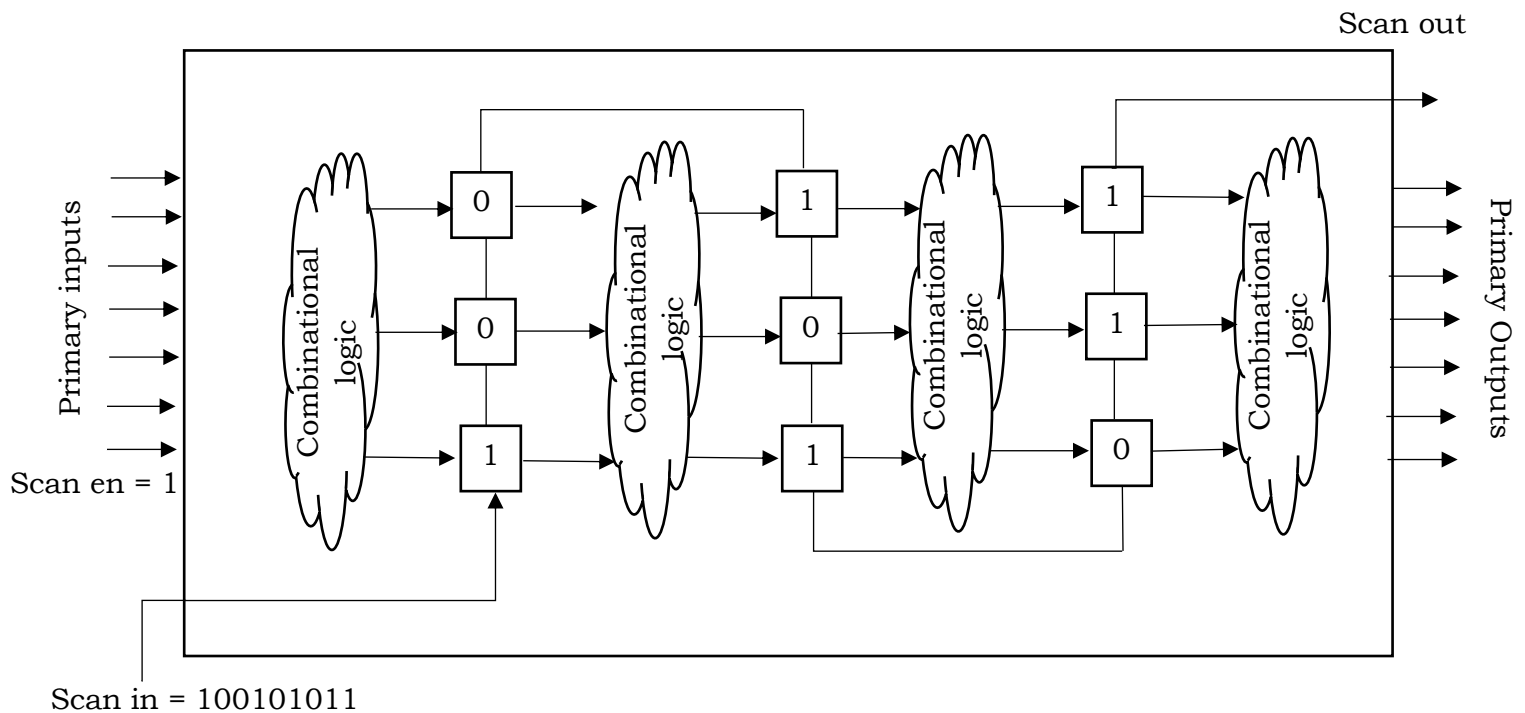 Scan out
Primary inputs
Combinational
logic
0
0
1
Combinational
logic
1
0
1
Combinational
logic
1
1
0
Combinational
logic
Primary Outputs
Scan en = 1
Scan in = 100101011